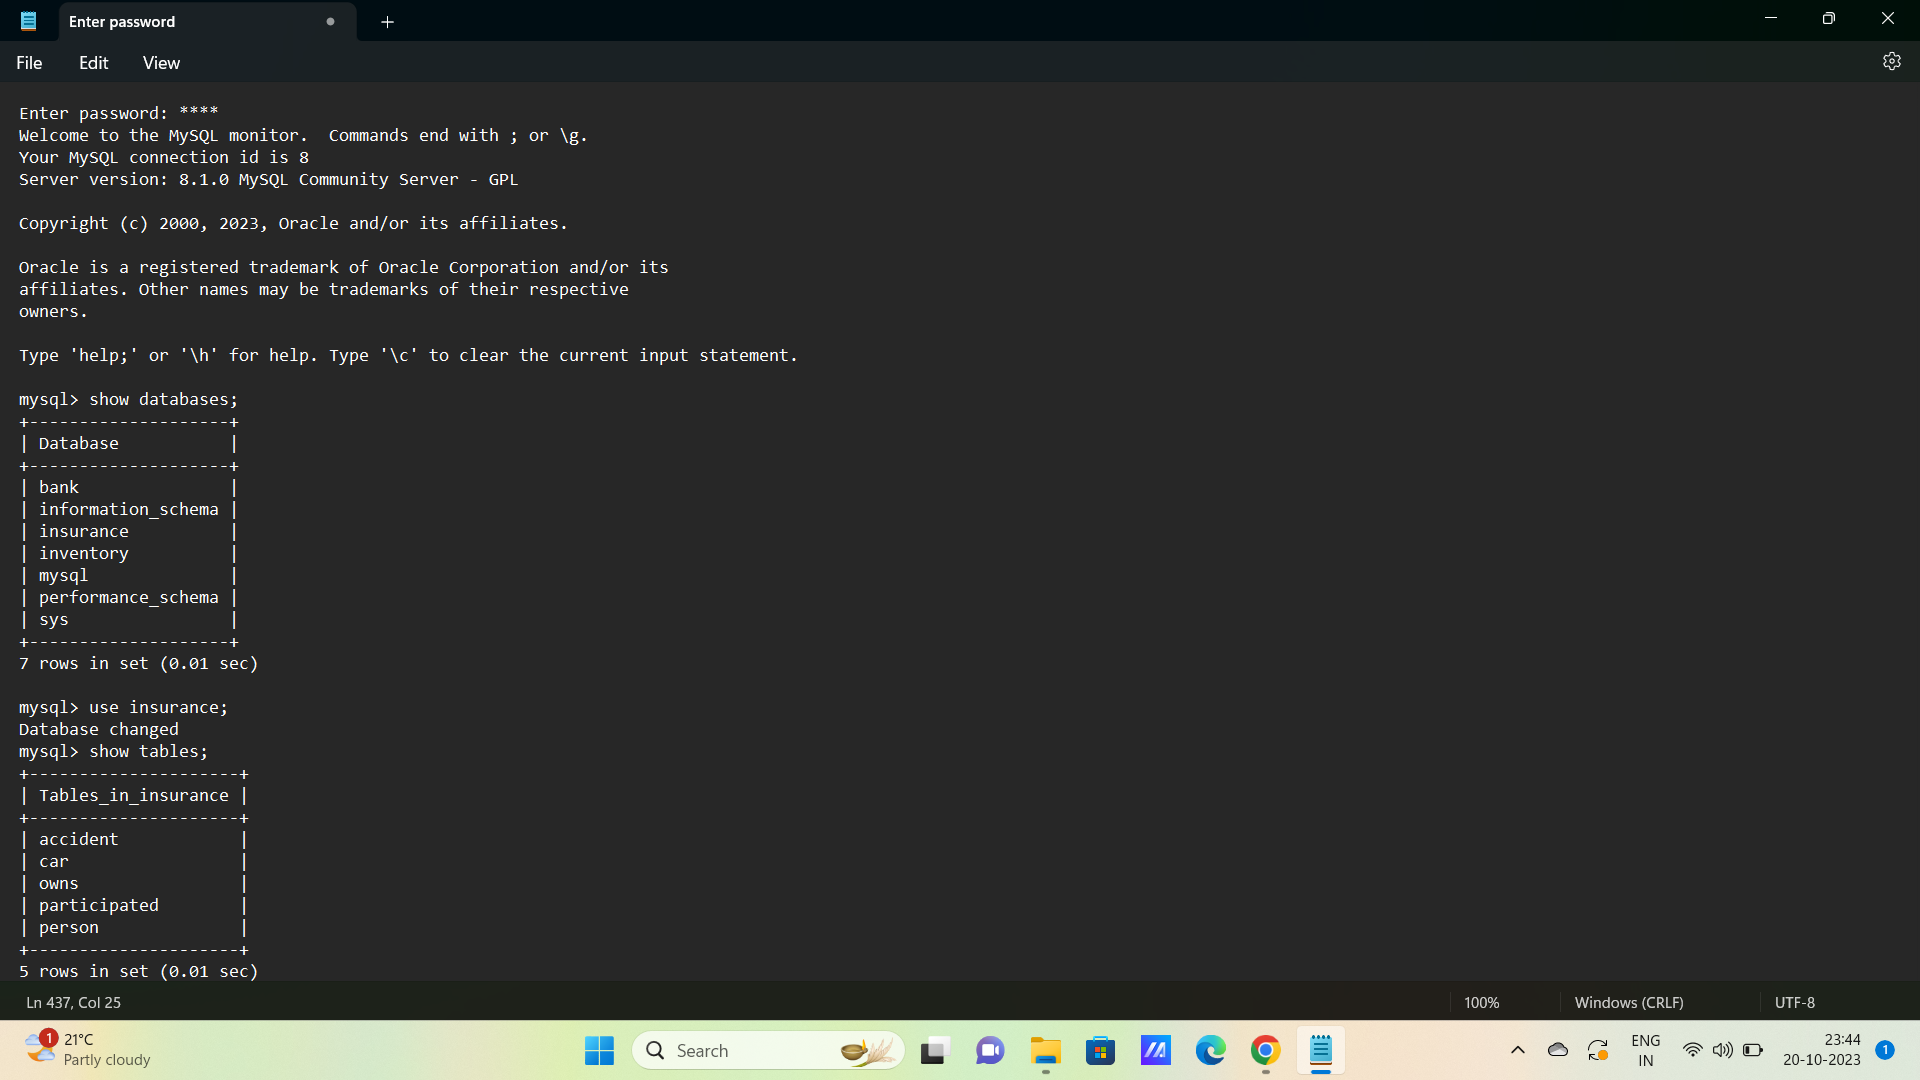 Enter password
File Edit View
Enter password: ****
Welcome to the MySQL monitor.  Commands end with ; or \g.
Your MySQL connection id is 8
Server version: 8.1.0 MySQL Community Server - GPL
Copyright (c) 2000, 2023, Oracle and/or its affiliates.
Oracle is a registered trademark of Oracle Corporation and/or its
affiliates. Other names may be trademarks of their respective
owners.
Type 'help;' or '\h' for help. Type '\c' to clear the current input statement.
mysql> show databases;
+--------------------+
| Database           |
+--------------------+
| bank               |
| information_schema |
| insurance          |
| inventory          |
| mysql              |
| performance_schema |
| sys                |
+--------------------+
7 rows in set (0.01 sec)
mysql> use insurance;
Database changed
mysql> show tables;
+---------------------+
| Tables_in_insurance |
+---------------------+
| accident            |
| car                 |
| owns                |
| participated        |
| person              |
+---------------------+
5 rows in set (0.01 sec)
Ln 437, Col 25 100% Windows (CRLF) UTF-8
1 21°C
Partly cloudy
Search
ENG
IN
23:44
20-10-2023
1